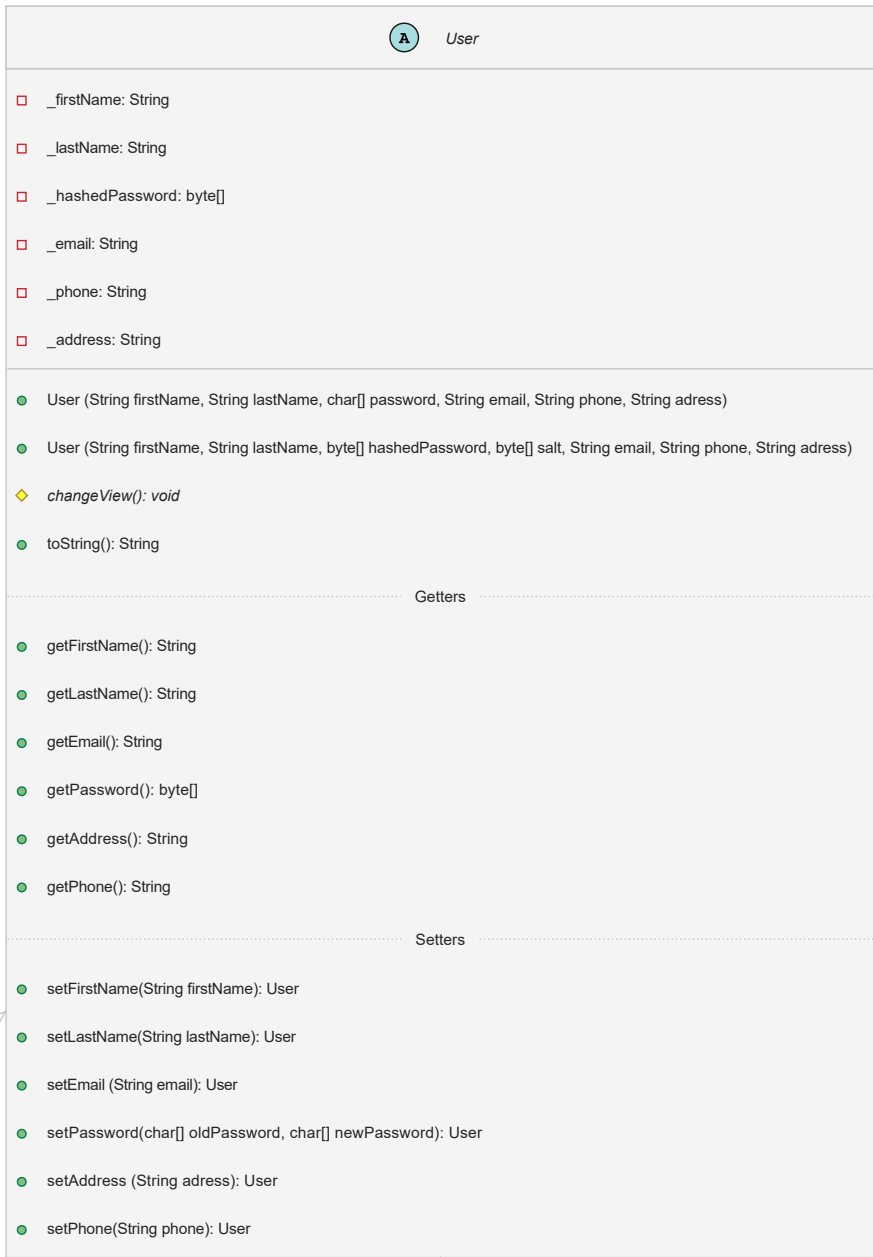 A User
_firstName: String
_lastName: String
_hashedPassword: byte[]
_email: String
_phone: String
_address: String
User (String firstName, String lastName, char[] password, String email, String phone, String adress)
User (String firstName, String lastName, byte[] hashedPassword, byte[] salt, String email, String phone, String adress)
changeView(): void
toString(): String
Getters
getFirstName(): String
getLastName(): String
getEmail(): String
getPassword(): byte[]
getAddress(): String
getPhone(): String
Setters
setFirstName(String firstName): User
setLastName(String lastName): User
setEmail (String email): User
setPassword(char[] oldPassword, char[] newPassword): User
setAddress (String adress): User
setPhone(String phone): User